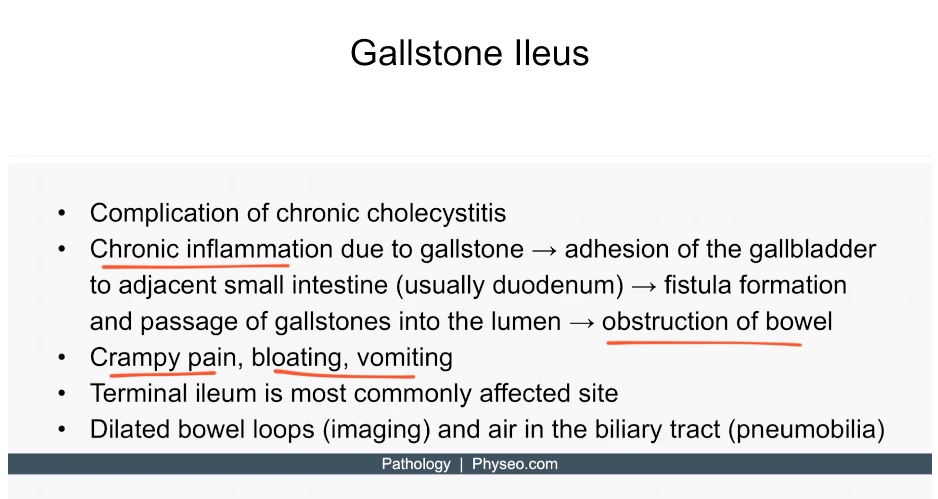 Gallstone Ileus
• Complication of chronic cholecystitis
• Chronic inflammation due to gallstone → adhesion of the gallbladder
to adjacent small intestine (usually duodenum) → fistula formation
and passage of gallstones into the lumen → obstruction of bowel
• Crampy pain, bloating, vomiting
• Terminal ileum is most commonly affected site
• Dilated bowel loops (imaging) and air in the biliary tract (pneumobilia)
Pathology | Physeo.com